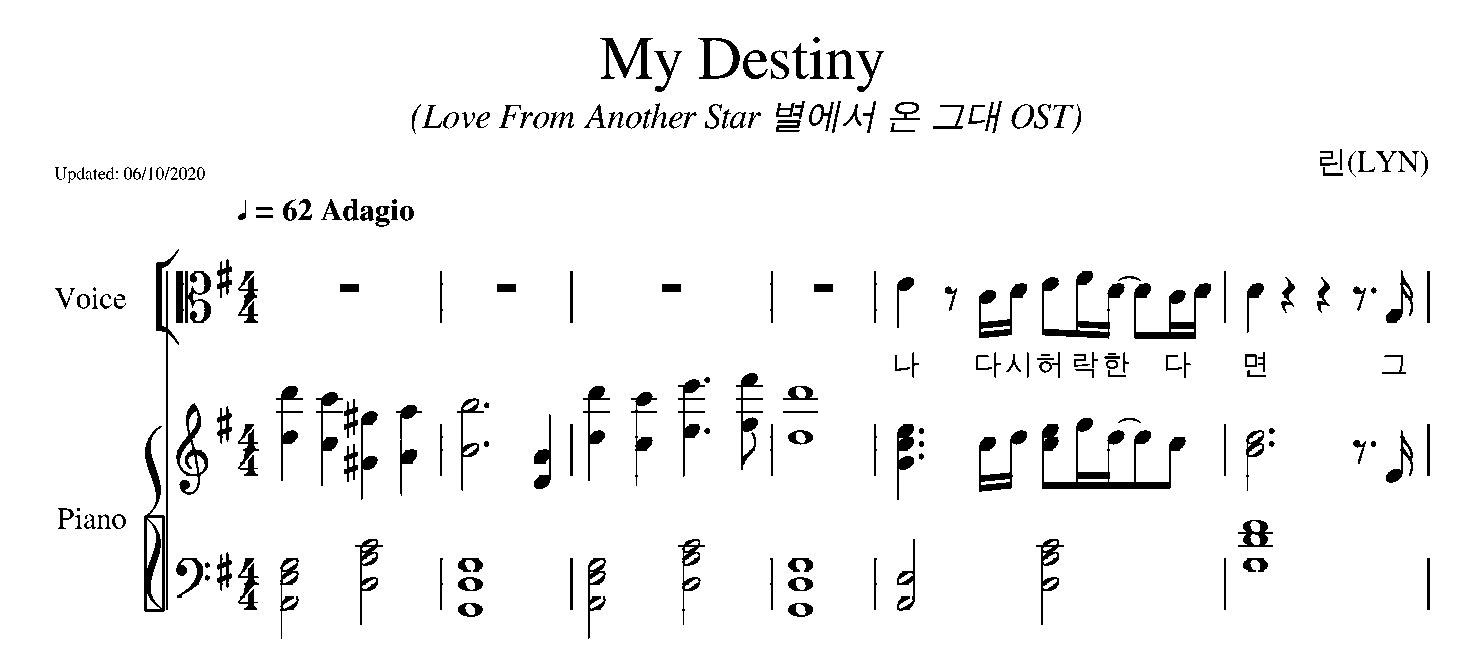 My Destiny
(Love From Another Star 별에서 온 그대 OST)
린(LYN)
Updated: 06/10/2020
♩ = 62 Adagio
Voice
나 다시허 락한 다 면 그
Piano